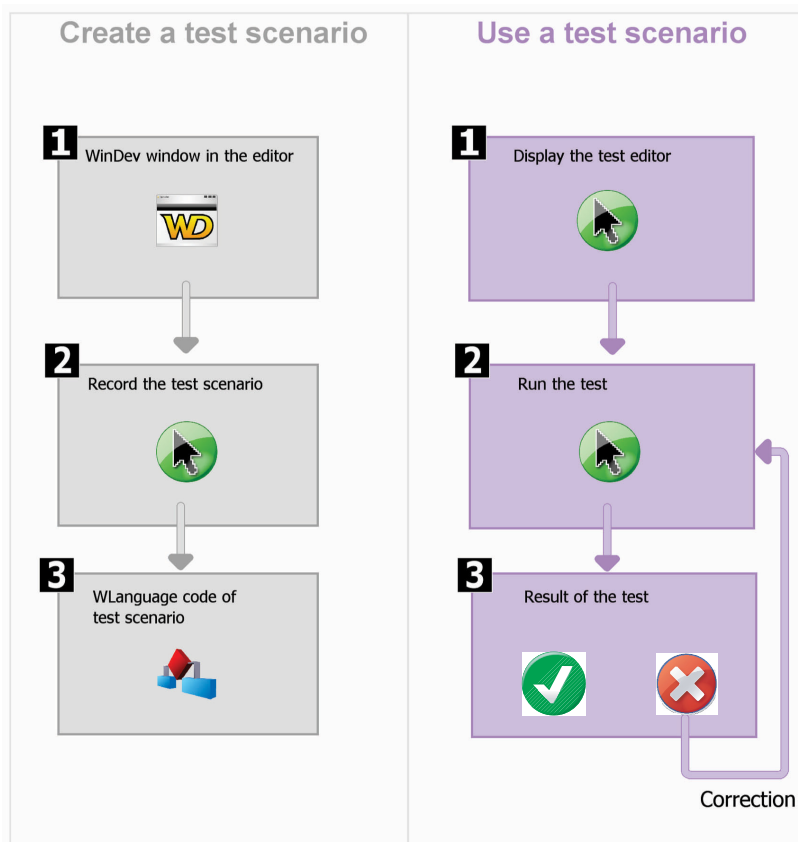 Create a test scenario
1
WinDev window in the editor
WD
2
Record the test scenario
3
WLanguage code of
test scenario
Use a test scenario
1
Display the test editor
2
Run the test
3
Result of the test
Correction